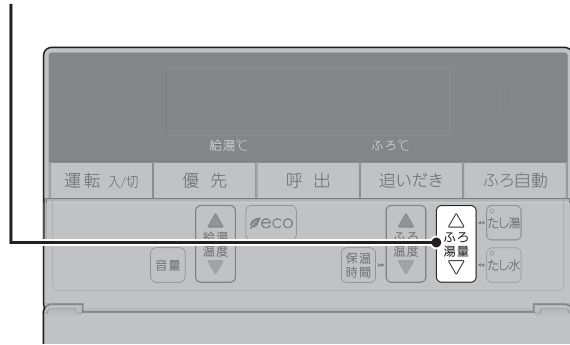 給湯℃ ふろ℃
運転 入/切 優先 呼出 追いだき ふろ自動
給湯温度
eco
音量
ふろ温度
保温時間
ふろ湯量
たし湯
たし水